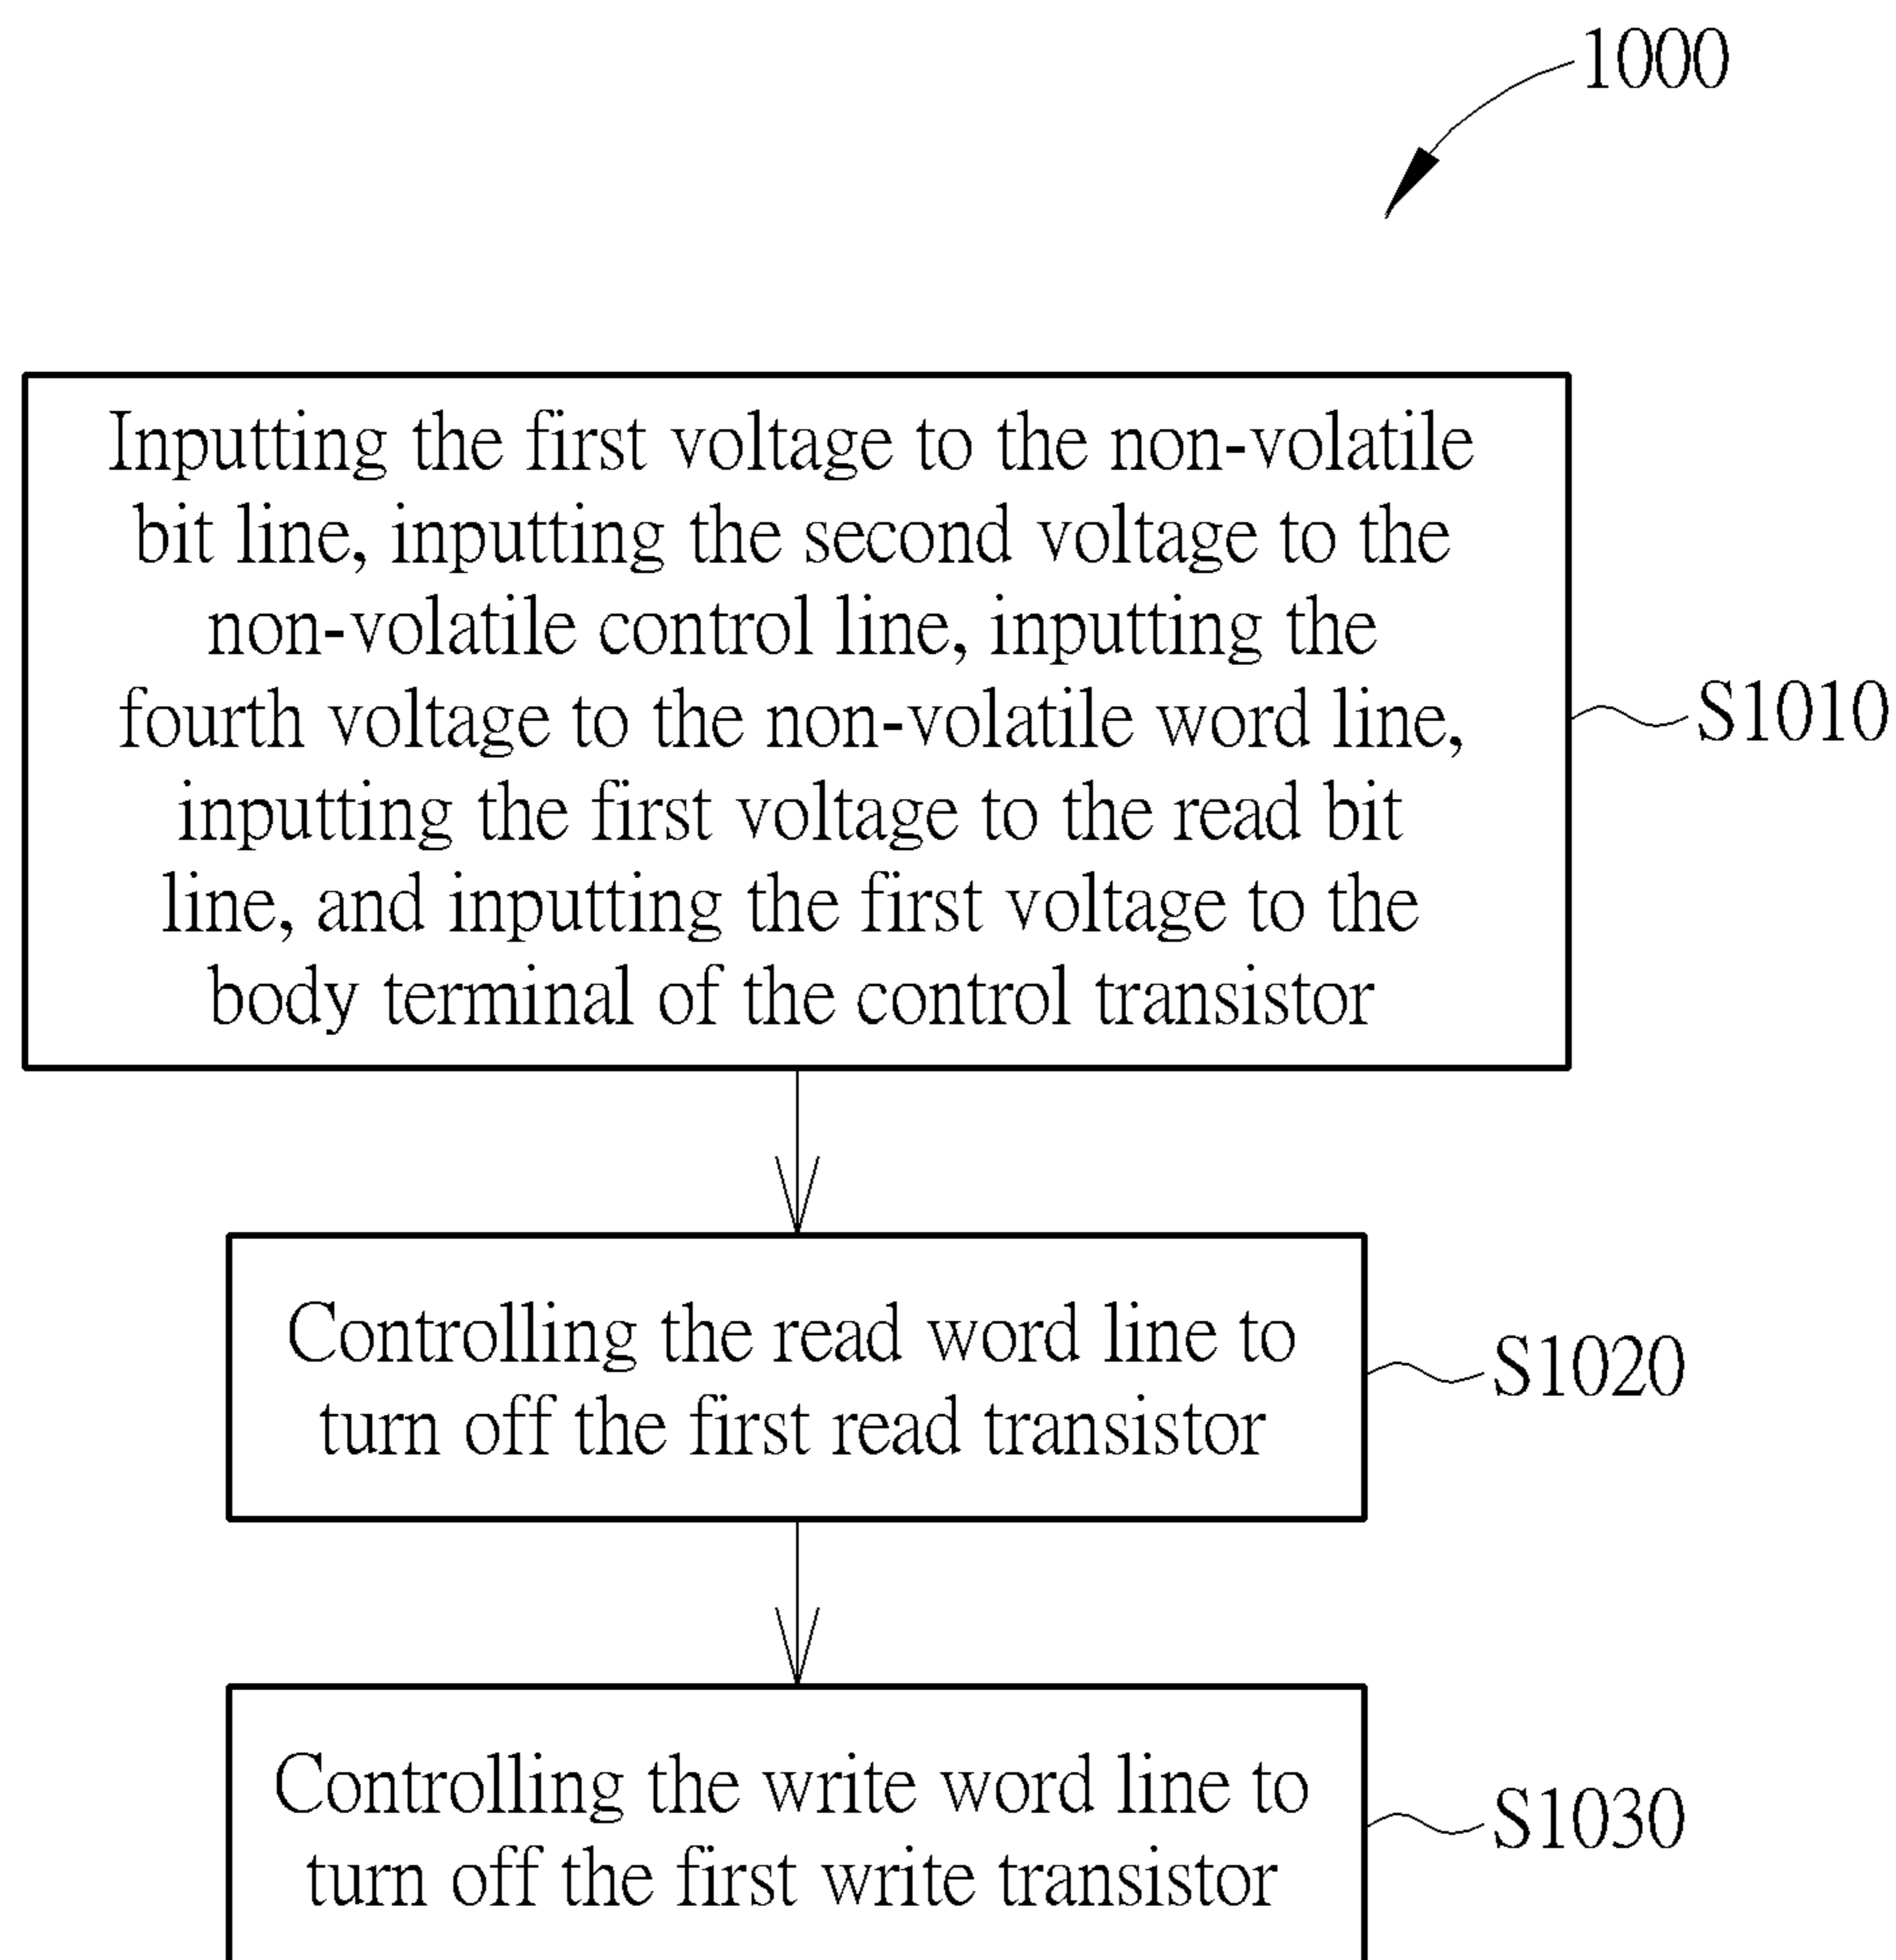 1000
Inputting the first voltage to the non-volatile
bit line, inputting the second voltage to the
non-volatile control line, inputting the
fourth voltage to the non-volatile word line,
inputting the first voltage to the read bit
line, and inputting the first voltage to the
body terminal of the control transistor
S1010
Controlling the read word line to
turn off the first read transistor
S1020
Controlling the write word line to
turn off the first write transistor
S1030